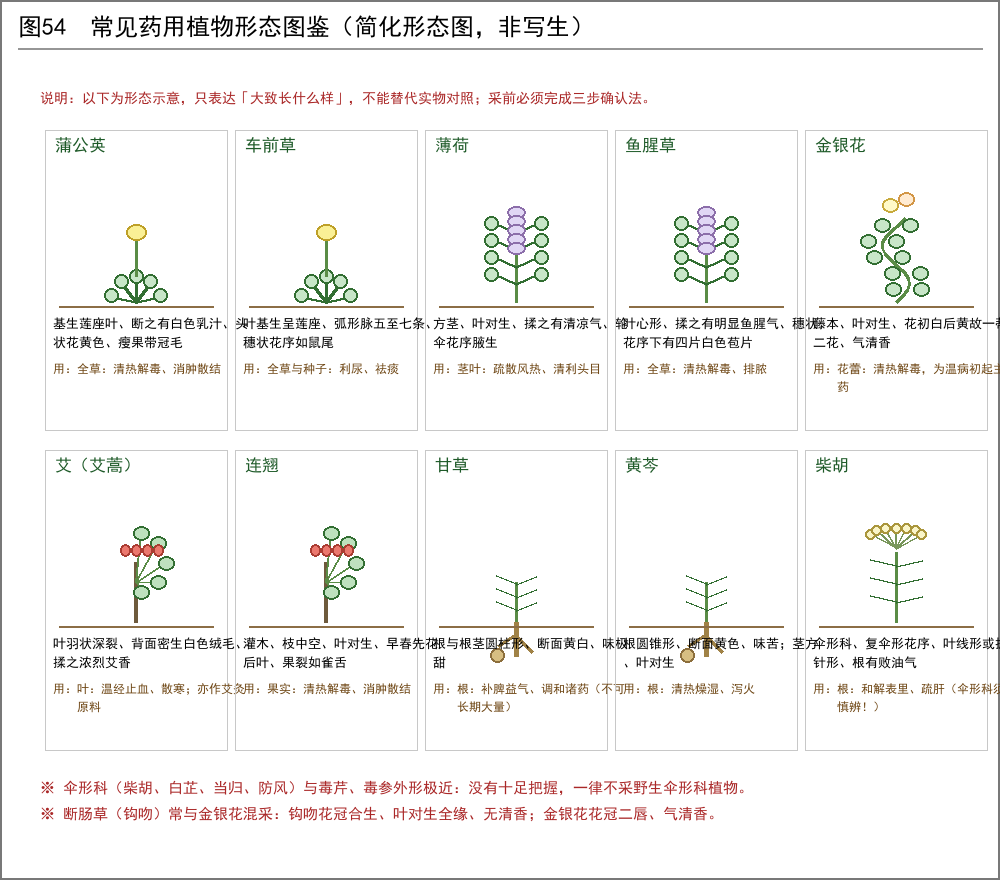 图54　常见药用植物形态图鉴（简化形态图，非写生）
说明：以下为形态示意，只表达「大致长什么样」，不能替代实物对照；采前必须完成三步确认法。
蒲公英
基生莲座叶、断之有白色乳汁、头
状花黄色、瘦果带冠毛
用：全草：清热解毒、消肿散结
车前草
叶基生呈莲座、弧形脉五至七条、
穗状花序如鼠尾
用：全草与种子：利尿、祛痰
薄荷
方茎、叶对生、揉之有清凉气、轮
伞花序腋生
用：茎叶：疏散风热、清利头目
鱼腥草
叶心形、揉之有明显鱼腥气、穗状
花序下有四片白色苞片
用：全草：清热解毒、排脓
金银花
藤本、叶对生、花初白后黄故一蒂
二花、气清香
用：花蕾：清热解毒，为温病初起主
药
艾（艾蒿）
叶羽状深裂、背面密生白色绒毛、
揉之浓烈艾香
用：叶：温经止血、散寒；亦作艾灸
原料
连翘
灌木、枝中空、叶对生、早春先花
后叶、果裂如雀舌
用：果实：清热解毒、消肿散结
甘草
根与根茎圆柱形、断面黄白、味极
甜
用：根：补脾益气、调和诸药（不可
长期大量）
黄芩
根圆锥形、断面黄色、味苦；茎方
、叶对生
用：根：清热燥湿、泻火
柴胡
伞形科、复伞形花序、叶线形或
针形、根有败油气
用：根：和解表里、疏肝（伞形科须
慎辨！）
※ 伞形科（柴胡、白芷、当归、防风）与毒芹、毒参外形极近：没有十足把握，一律不采野生伞形科植物。
※ 断肠草（钩吻）常与金银花混采：钩吻花冠合生、叶对生全缘、无清香；金银花花冠二唇、气清香。